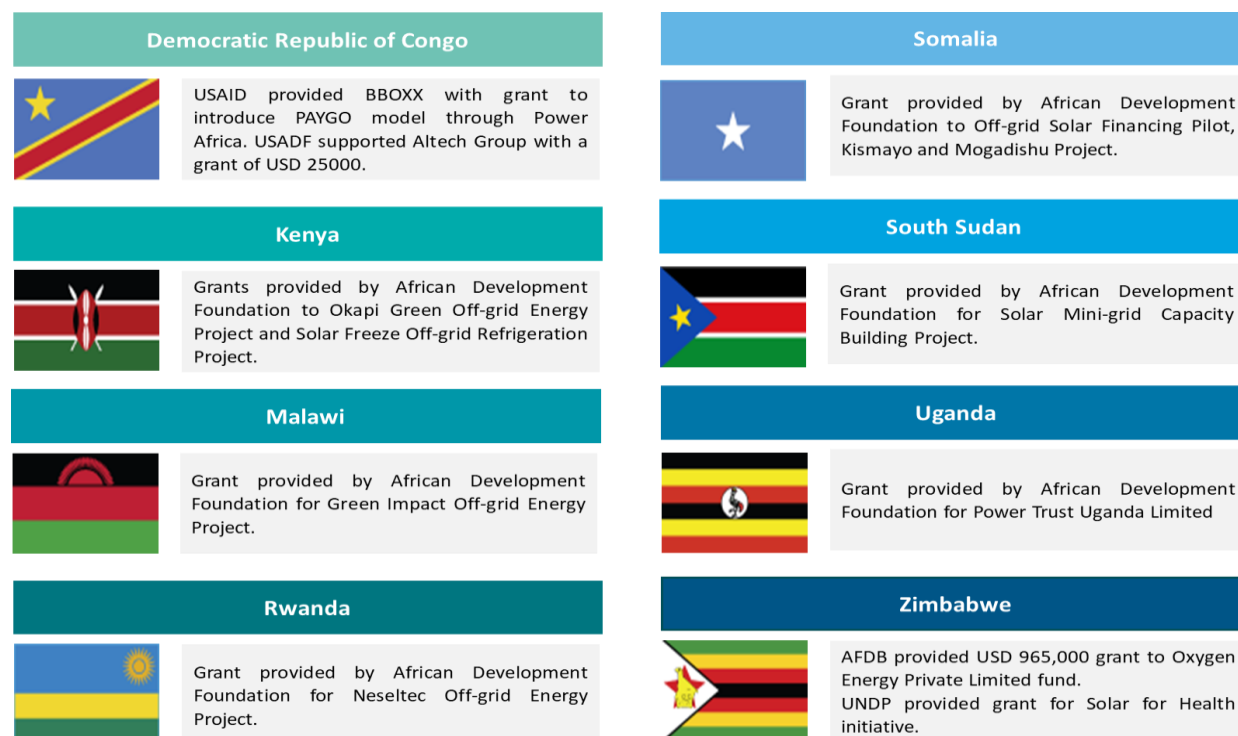 Democratic Republic of Congo
USAID provided BBOXX with grant to
introduce PAYGO model through Power
Africa. USADF supported Altech Group with a
grant of USD 25000.
Kenya
Grants provided by African Development
Foundation to Okapi Green Off-grid Energy
Project and Solar Freeze Off-grid Refrigeration
Project.
Malawi
Grant provided by African Development
Foundation for Green Impact Off-grid Energy
Project.
Rwanda
Grant provided by African Development
Foundation for Neseltec Off-grid Energy
Project.
Somalia
Grant provided by African Development
Foundation to Off-grid Solar Financing Pilot,
Kismayo and Mogadishu Project.
South Sudan
Grant provided by African Development
Foundation for Solar Mini-grid Capacity
Building Project.
Uganda
Grant provided by African Development
Foundation for Power Trust Uganda Limited
Zimbabwe
AFDB provided USD 965,000 grant to Oxygen
Energy Private Limited fund.
UNDP provided grant for Solar for Health
initiative.